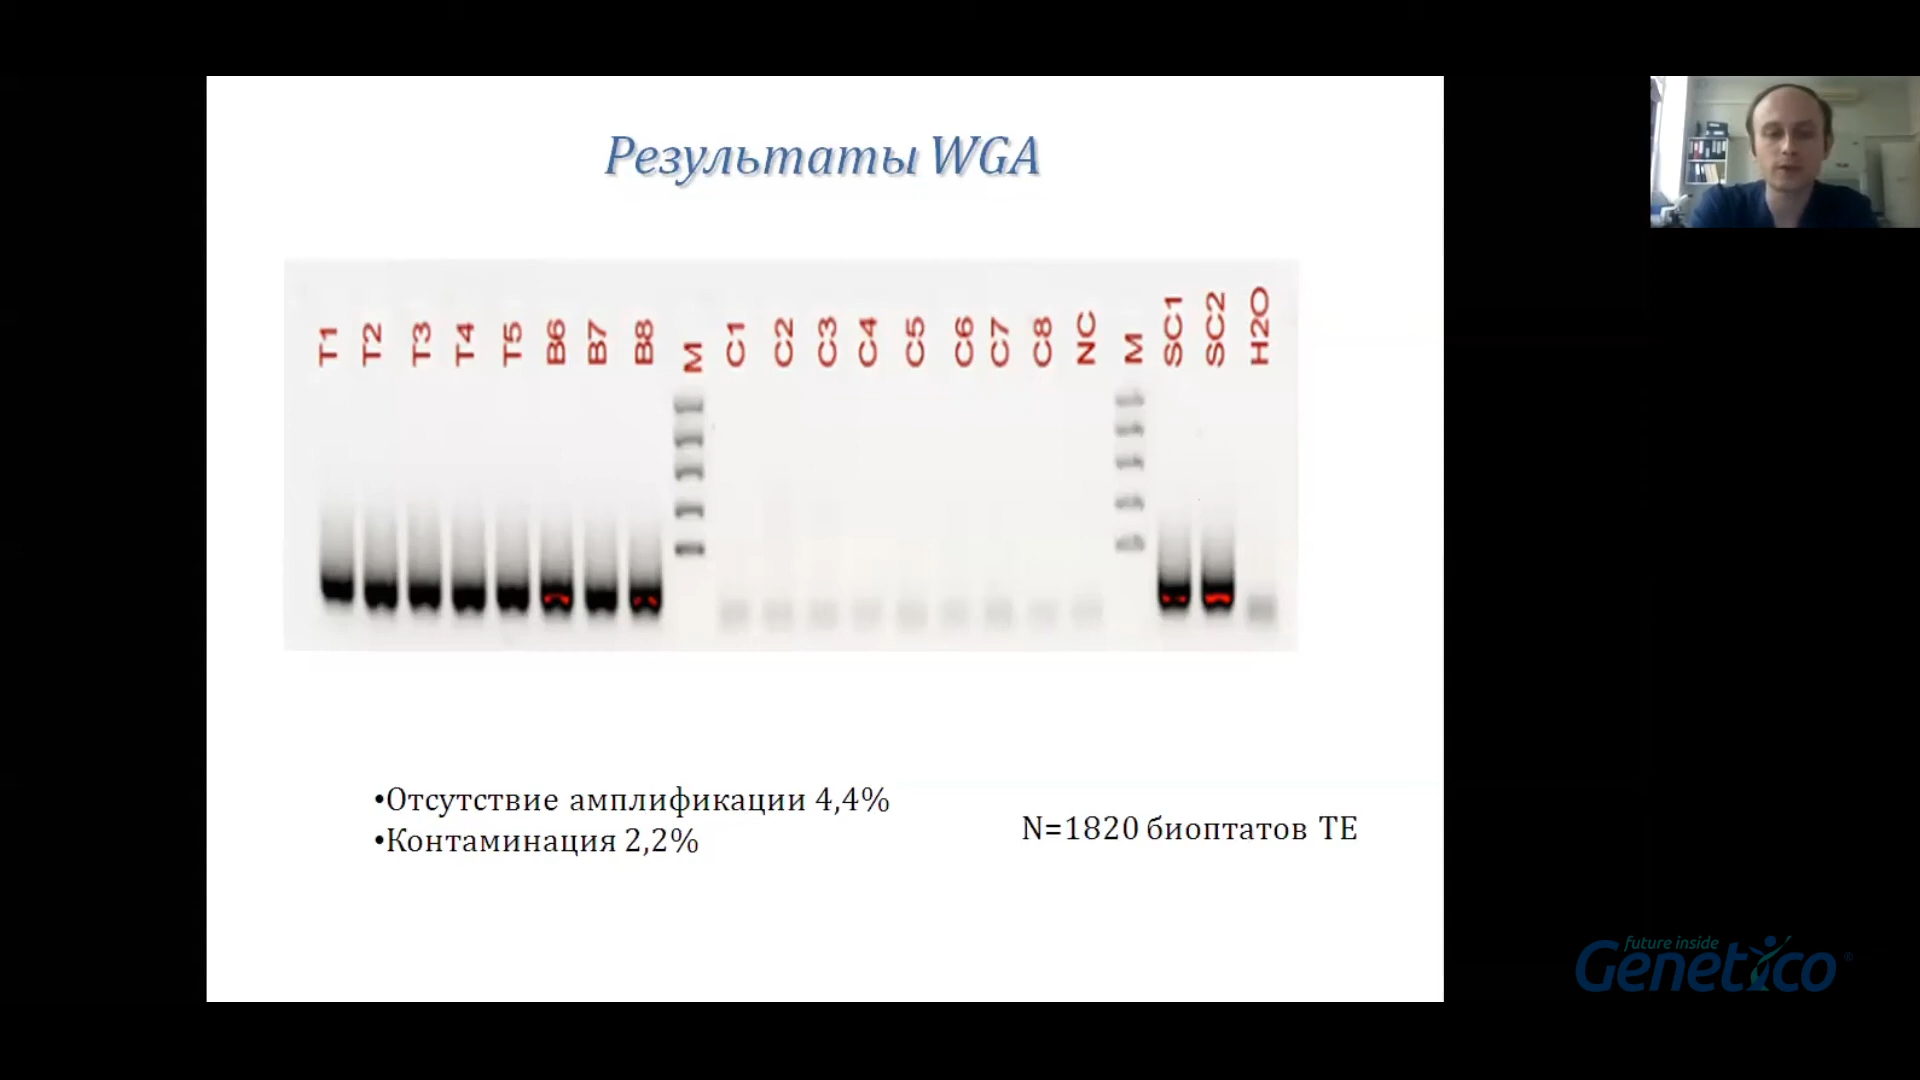 Результаты WGA
T1 T2 T3 T4 T5 B6 B7 B8 M C1 C2 C3 C4 C5 C6 C7 C8 NC M SC1 SC2 H2O
•Отсутствие амплификации 4,4%
•Контаминация 2,2%
N=1820 биоптатов TE
future inside
Genetico®